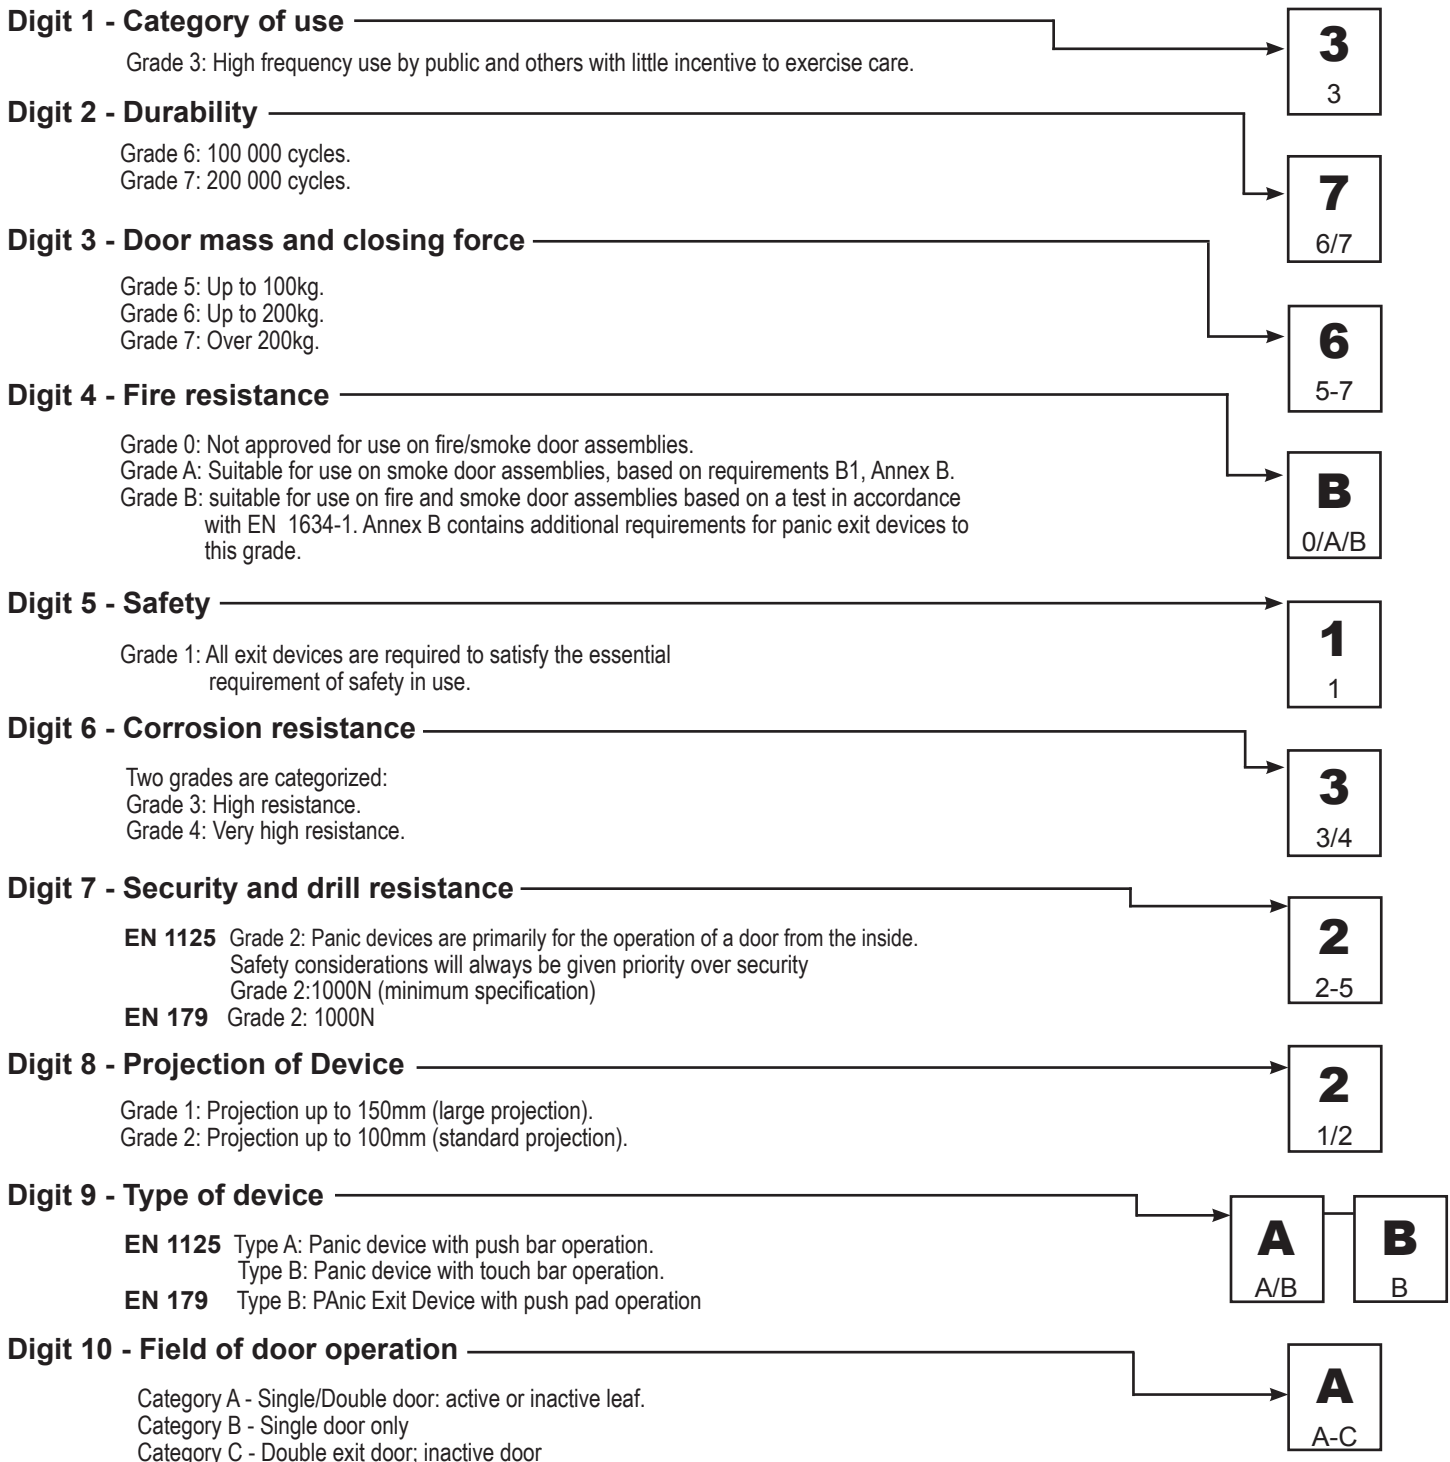 Digit 1 - Category of use
Grade 3: High frequency use by public and others with little incentive to exercise care.
3
3
Digit 2 - Durability
Grade 6: 100 000 cycles.
Grade 7: 200 000 cycles.
7
6/7
Digit 3 - Door mass and closing force
Grade 5: Up to 100kg.
Grade 6: Up to 200kg.
Grade 7: Over 200kg.
6
5-7
Digit 4 - Fire resistance
Grade 0: Not approved for use on fire/smoke door assemblies.
Grade A: Suitable for use on smoke door assemblies, based on requirements B1, Annex B.
Grade B: suitable for use on fire and smoke door assemblies based on a test in accordance
with EN 1634-1. Annex B contains additional requirements for panic exit devices to
this grade.
B
0/A/B
Digit 5 - Safety
Grade 1: All exit devices are required to satisfy the essential
requirement of safety in use.
1
1
Digit 6 - Corrosion resistance
Two grades are categorized:
Grade 3: High resistance.
Grade 4: Very high resistance.
3
3/4
Digit 7 - Security and drill resistance
EN 1125 Grade 2: Panic devices are primarily for the operation of a door from the inside.
Safety considerations will always be given priority over security
Grade 2:1000N (minimum specification)
EN 179 Grade 2: 1000N
2
2-5
Digit 8 - Projection of Device
Grade 1: Projection up to 150mm (large projection).
Grade 2: Projection up to 100mm (standard projection).
2
1/2
Digit 9 - Type of device
EN 1125 Type A: Panic device with push bar operation.
Type B: Panic device with touch bar operation.
EN 179 Type B: PAnic Exit Device with push pad operation
A
A/B
B
B
Digit 10 - Field of door operation
Category A - Single/Double door: active or inactive leaf.
Category B - Single door only
Category C - Double exit door; inactive door
A
A-C